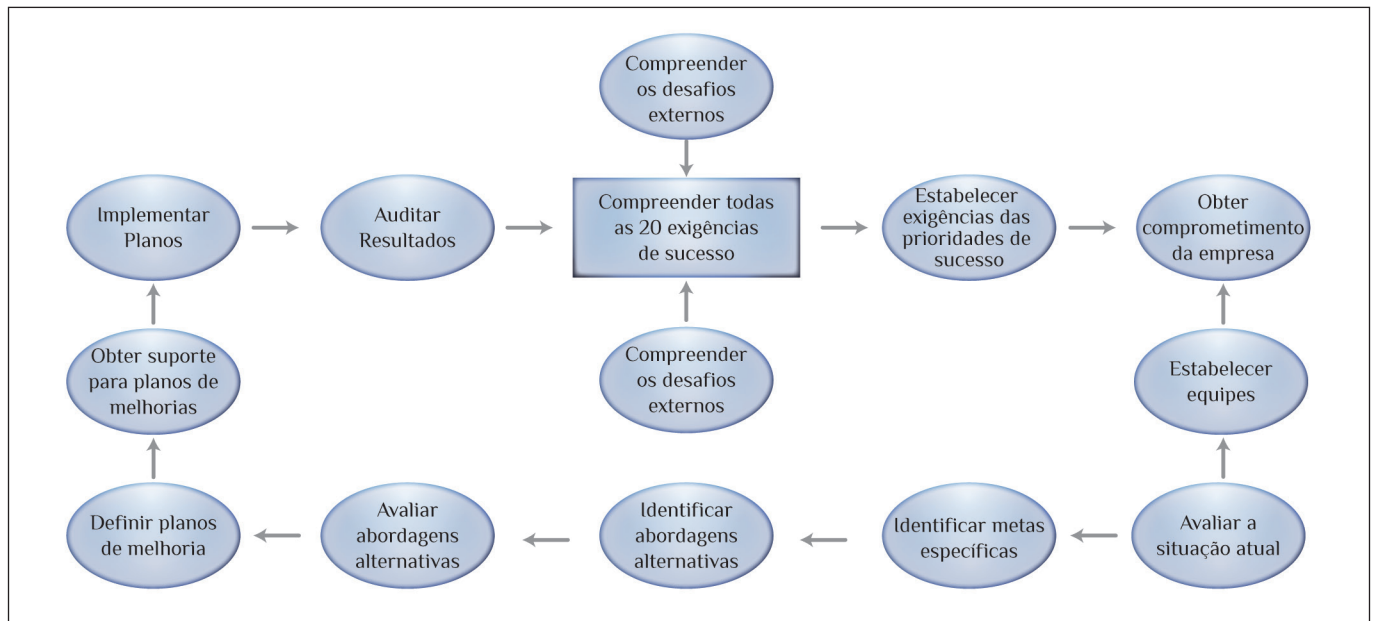 Compreender
os desafios
externos
Implementar
Planos
Auditar
Resultados
Compreender todas
as 20 exigências
de sucesso
Estabelecer
exigências das
prioridades de
sucesso
Obter
comprometimento
da empresa
Obter suporte
para planos de
melhorias
Compreender
os desafios
externos
Estabelecer
equipes
Definir planos
de melhoria
Avaliar
abordagens
alternativas
Identificar
abordagens
alternativas
Identificar metas
específicas
Avaliar a
situação atual